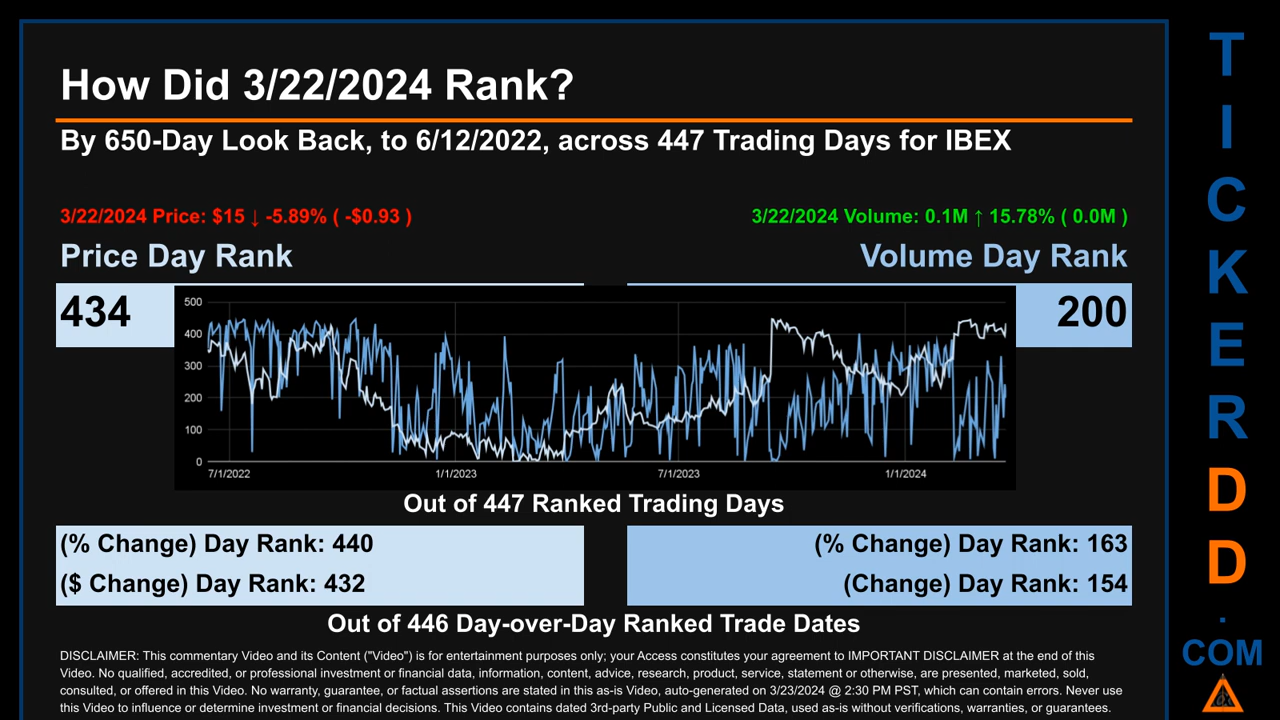 How Did 3/22/2024 Rank?
By 650-Day Look Back, to 6/12/2022, across 447 Trading Days for IBEX
3/22/2024 Price: $15 ↓ -5.89% ( -$0.93 )
3/22/2024 Volume: 0.1M ↑ 15.78% ( 0.0M )
Price Day Rank
Volume Day Rank
434
200
500
400
300
200
100
0
7/1/2022
1/1/2023
7/1/2023
1/1/2024
Out of 447 Ranked Trading Days
(% Change) Day Rank: 440
($ Change) Day Rank: 432
(% Change) Day Rank: 163
(Change) Day Rank: 154
Out of 446 Day-over-Day Ranked Trade Dates
DISCLAIMER: This commentary Video and its Content ("Video") is for entertainment purposes only; your Access constitutes your agreement to IMPORTANT DISCLAIMER at the end of this
Video. No qualified, accredited, or professional investment or financial data, information, content, advice, research, product, service, statement or otherwise, are presented, marketed, sold,
consulted, or offered in this Video. No warranty, guarantee, or factual assertions are stated in this as-is Video, auto-generated on 3/23/2024 @ 2:30 PM PST, which can contain errors. Never use
this Video to influence or determine investment or financial decisions. This Video contains dated 3rd-party Public and Licensed Data, used as-is without verifications, warranties, or guarantees.
T
I
C
K
E
R
D
D
.
COM